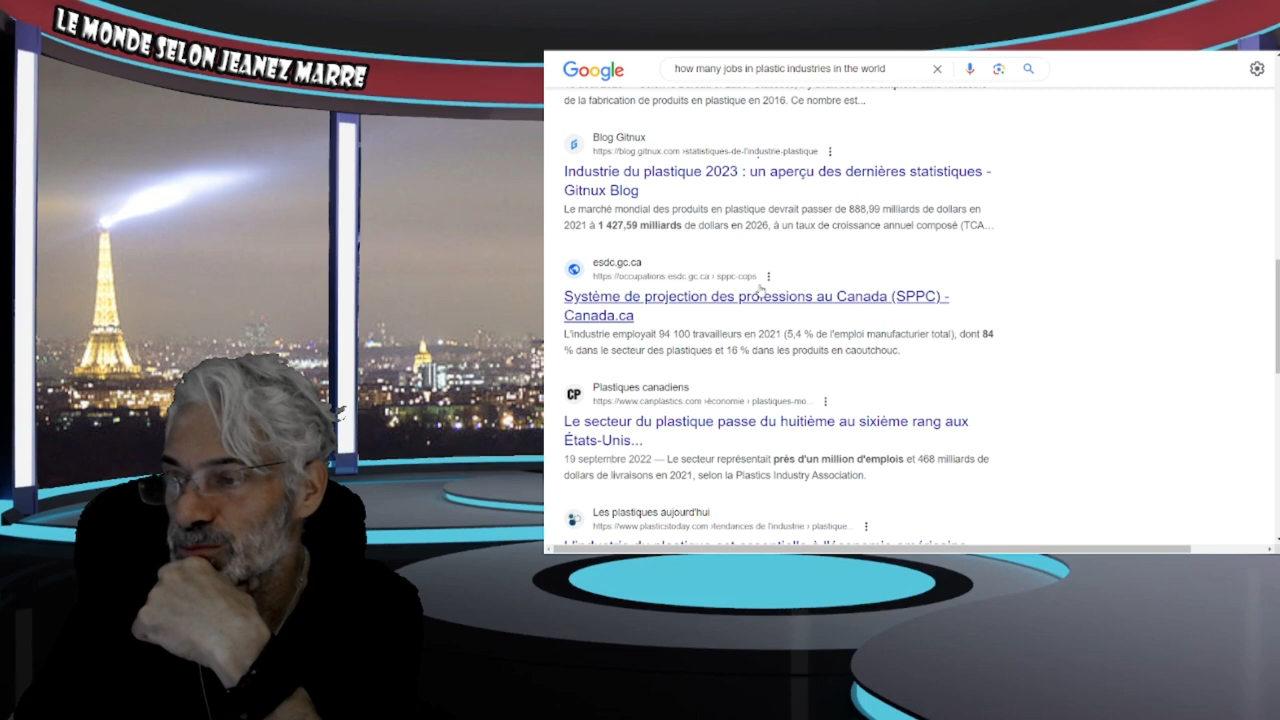 LE MONDE SELON JEANEZ MARRE
Google
how many jobs in plastic industries in the world
de la fabrication de produits en plastique en 2016. Ce nombre est...
Blog Gitnux
https://blog.gitnux.com ›statistiques-de-l'industrie-plastique
Industrie du plastique 2023 : un aperçu des dernières statistiques -
Gitnux Blog
Le marché mondial des produits en plastique devrait passer de 888,99 milliards de dollars en
2021 à 1 427,59 milliards de dollars en 2026, à un taux de croissance annuel composé (TCA...
esdc.gc.ca
https://occupations.esdc.gc.ca › sppc-cops
Système de projection des professions au Canada (SPPC) -
Canada.ca
L'industrie employait 94 100 travailleurs en 2021 (5,4 % de l'emploi manufacturier total), dont 84
% dans le secteur des plastiques et 16 % dans les produits en caoutchouc.
CP
Plastiques canadiens
https://www.canplastics.com ›économie › plastiques-mo...
Le secteur du plastique passe du huitième au sixième rang aux
États-Unis...
19 septembre 2022 — Le secteur représentait près d'un million d'emplois et 468 milliards de
dollars de livraisons en 2021, selon la Plastics Industry Association.
Les plastiques aujourd'hui
https://www.plasticstoday.com ›tendances de l'industrie › plastique...